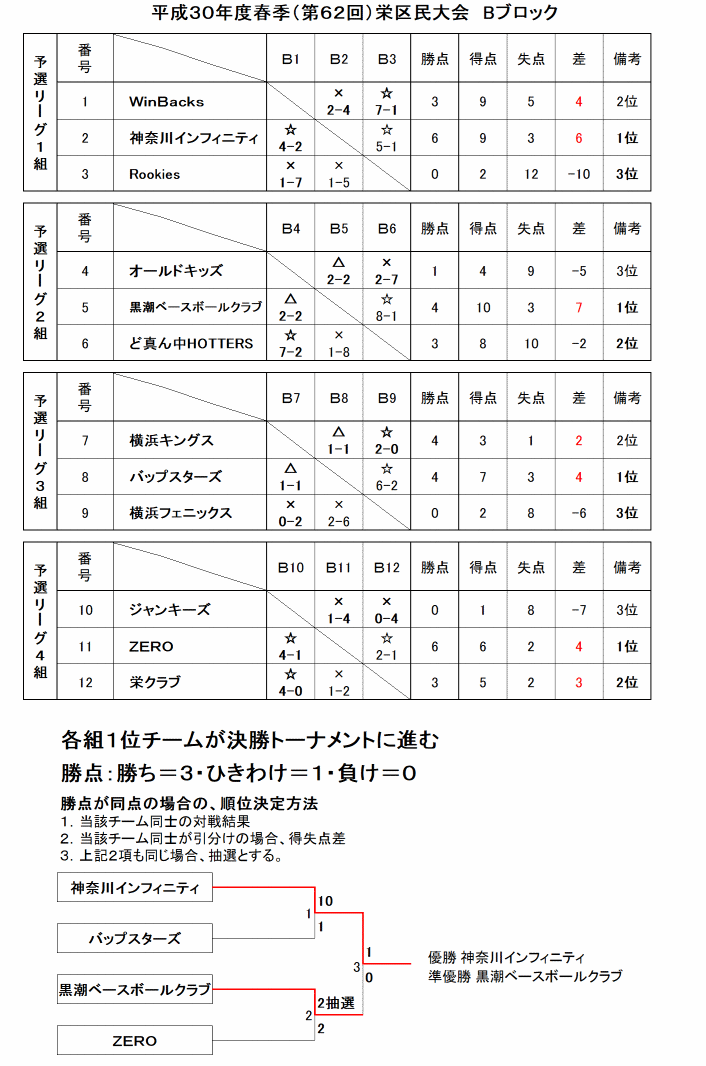 平成30年度春季(第62回)栄区民大会 Bブロック
予選リーグ1組
番号 B1 B2 B3 勝点 得点 失点 差 備考
1 WinBacks × 2-4 ☆ 7-1 3 9 5 4 2位
2 神奈川インフィニティ ☆ 4-2 ☆ 5-1 6 9 3 6 1位
3 Rookies × 1-7 × 1-5 0 2 12 -10 3位
予選リーグ2組
番号 B4 B5 B6 勝点 得点 失点 差 備考
4 オールドキッズ △ 2-2 × 2-7 1 4 9 -5 3位
5 黒潮ベースボールクラブ △ 2-2 ☆ 8-1 4 10 3 7 1位
6 ど真ん中HOTTERS ☆ 7-2 × 1-8 3 8 10 -2 2位
予選リーグ3組
番号 B7 B8 B9 勝点 得点 失点 差 備考
7 横浜キングス △ 1-1 ☆ 2-0 4 3 1 2 2位
8 バップスターズ △ 1-1 ☆ 6-2 4 7 3 4 1位
9 横浜フェニックス × 0-2 × 2-6 0 2 8 -6 3位
予選リーグ4組
番号 B10 B11 B12 勝点 得点 失点 差 備考
10 ジャンキーズ × 1-4 × 0-4 0 1 8 -7 3位
11 ZERO ☆ 4-1 ☆ 2-1 6 6 2 4 1位
12 栄クラブ ☆ 4-0 × 1-2 3 5 2 3 2位
各組1位チームが決勝トーナメントに進む
勝点:勝ち=3・ひきわけ=1・負け=0
勝点が同点の場合の、順位決定方法
1.当該チーム同士の対戦結果
2.当該チーム同士が引分けの場合、得失点差
3.上記2項も同じ場合、抽選とする。
神奈川インフィニティ
10
1
1
バップスターズ
1
3
0
優勝 神奈川インフィニティ
準優勝 黒潮ベースボールクラブ
黒潮ベースボールクラブ
2抽選
2
2
ZERO